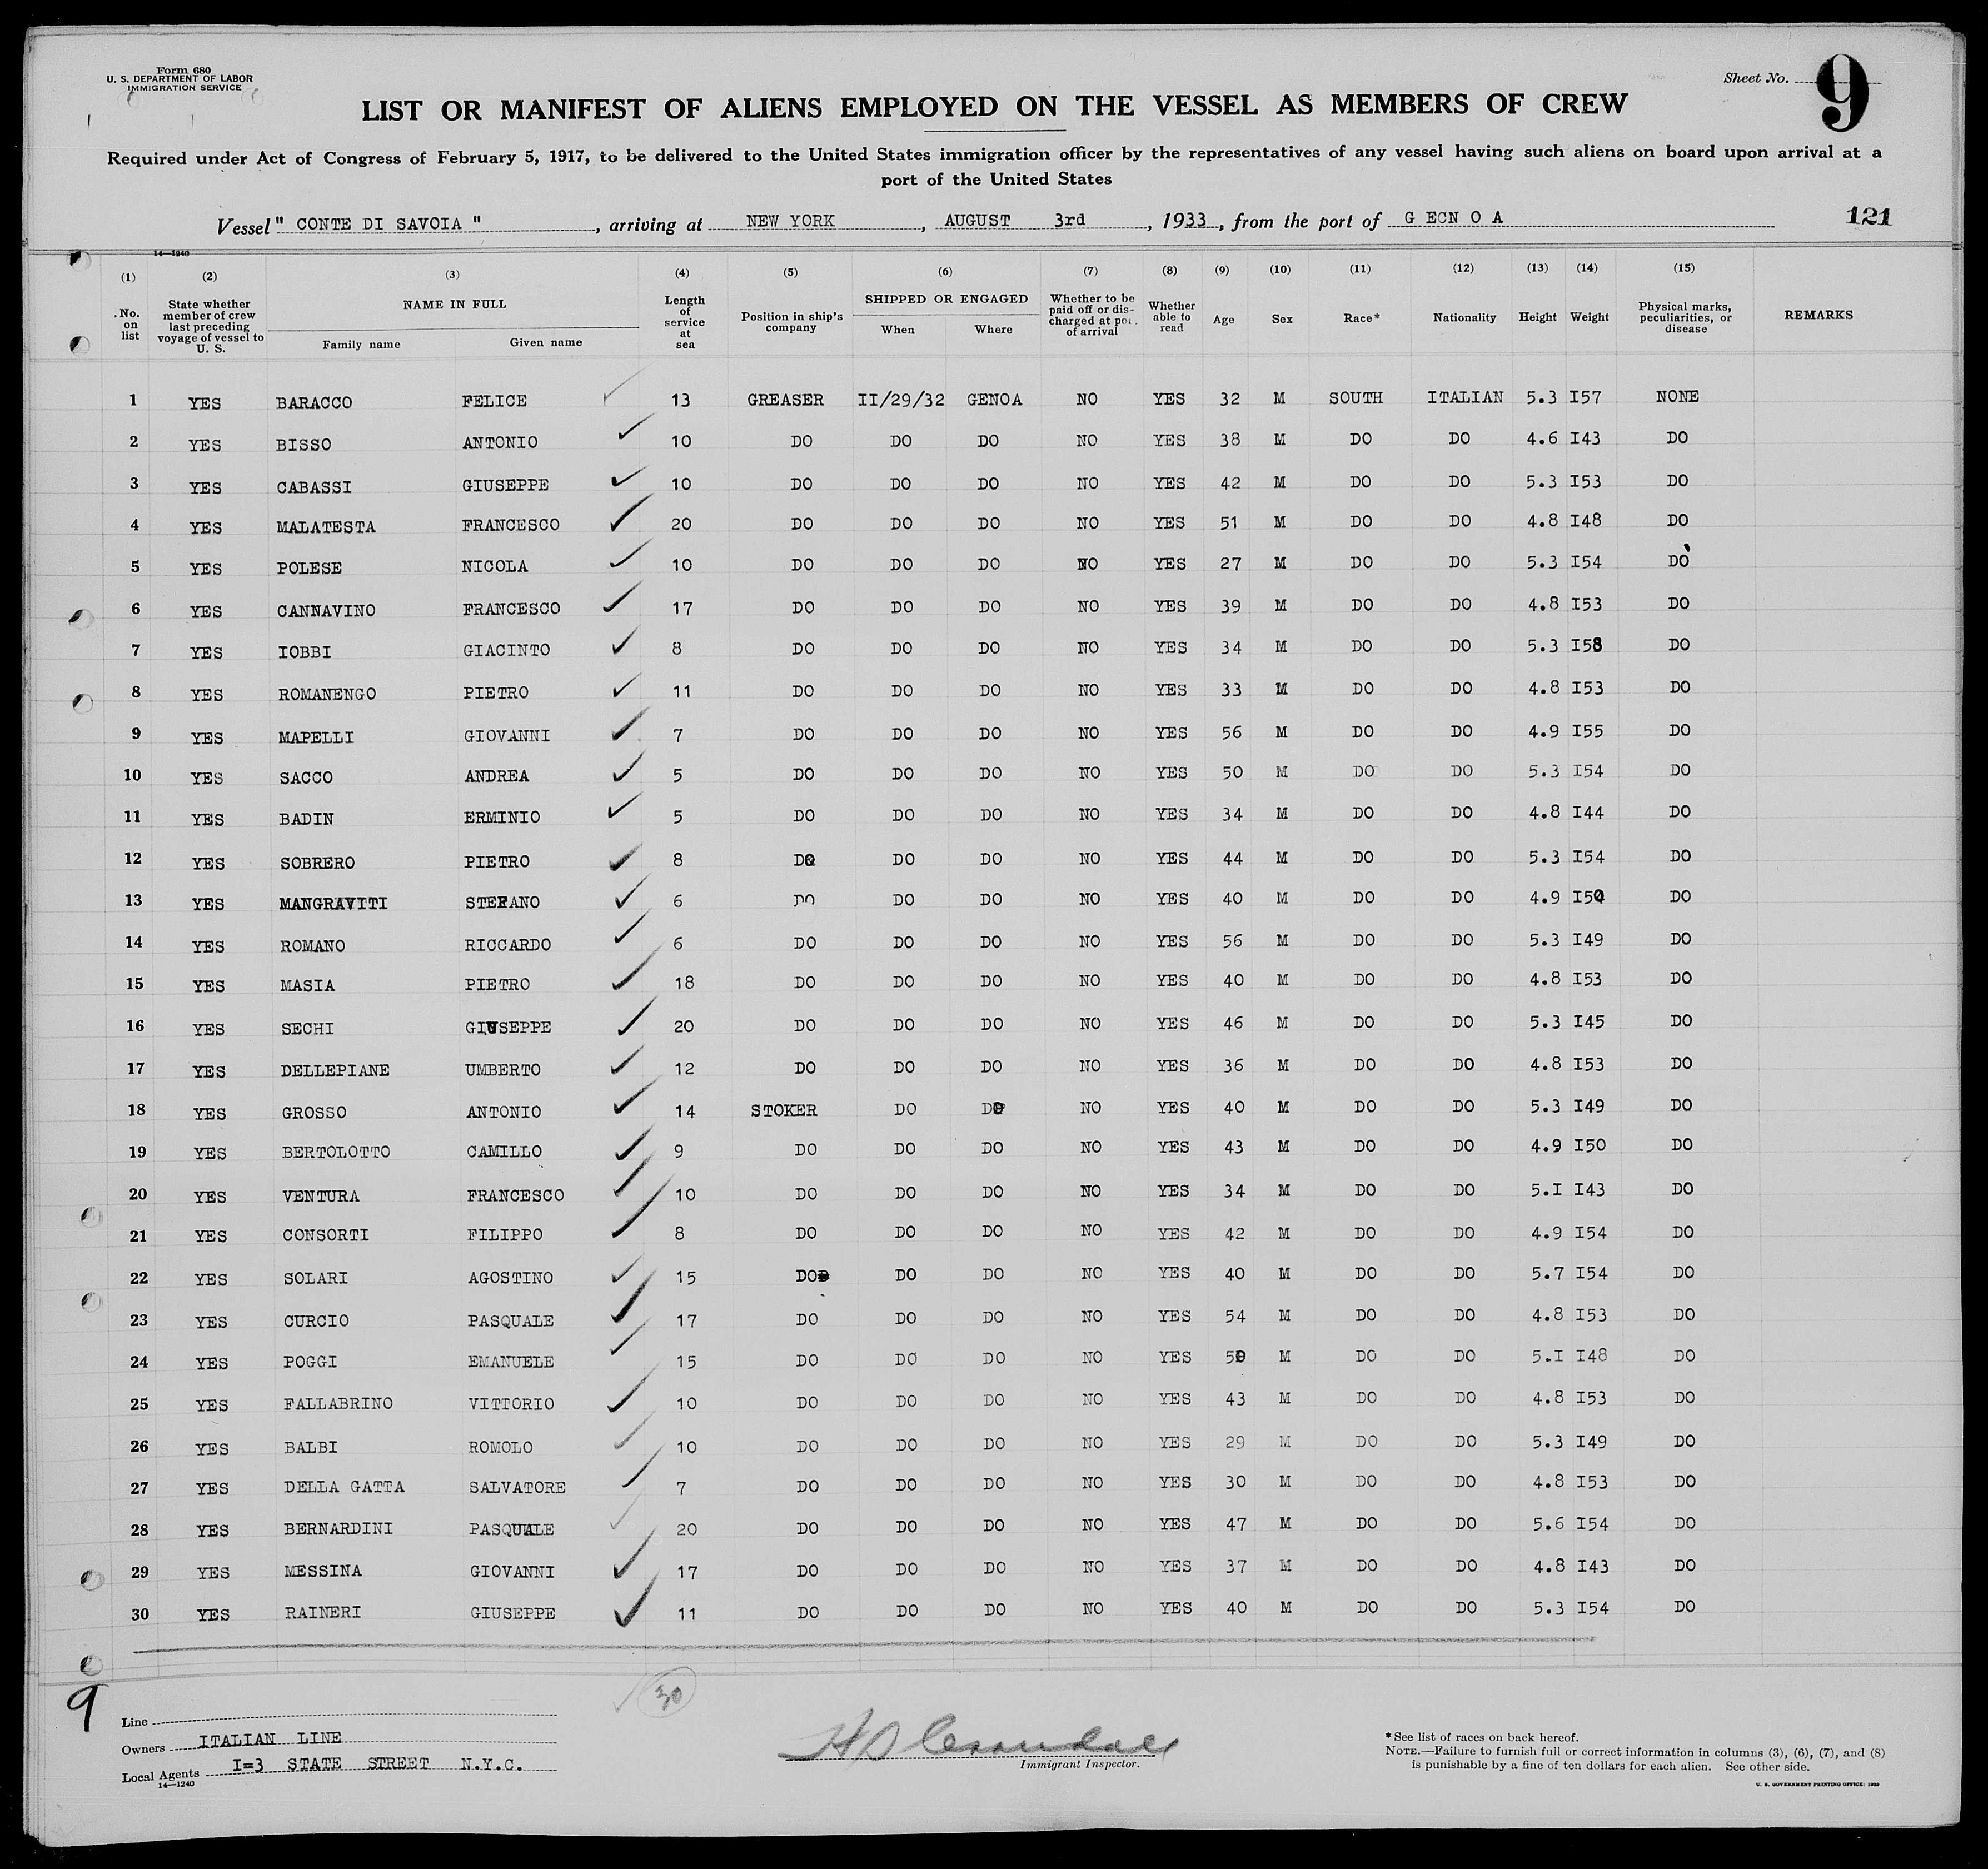 Form 680
U. S. DEPARTMENT OF LABOR
IMMIGRATION SERVICE
Sheet No. 9
LIST OR MANIFEST OF ALIENS EMPLOYED ON THE VESSEL AS MEMBERS OF CREW
Required under Act of Congress of February 5, 1917, to be delivered to the United States immigration officer by the representatives of any vessel having such aliens on board upon arrival at a
port of the United States
Vessel " CONTE DI SAVOIA " , arriving at NEW YORK , AUGUST 3rd , 1933 , from the port of G ECN O A
121
14—1240
(1) (2) (3) (4) (5) (6) (7) (8) (9) (10) (11) (12) (13) (14) (15)
No. on list
State whether member of crew last preceding voyage of vessel to U. S.
NAME IN FULL
Family name Given name
Length of service at sea
Position in ship's company
SHIPPED OR ENGAGED
When Where
Whether to be paid off or discharged at port of arrival
Whether able to read
Age
Sex
Race*
Nationality
Height
Weight
Physical marks, peculiarities, or disease
REMARKS
1 YES BARACCO FELICE 13 GREASER II/29/32 GENOA NO YES 32 M SOUTH ITALIAN 5.3 I57 NONE
2 YES BISSO ANTONIO 10 DO DO DO NO YES 38 M DO DO 4.6 I43 DO
3 YES CABASSI GIUSEPPE 10 DO DO DO NO YES 42 M DO DO 5.3 I53 DO
4 YES MALATESTA FRANCESCO 20 DO DO DO NO YES 51 M DO DO 4.8 I48 DO
5 YES POLESE NICOLA 10 DO DO DO NO YES 27 M DO DO 5.3 I54 DO
6 YES CANNAVINO FRANCESCO 17 DO DO DO NO YES 39 M DO DO 4.8 I53 DO
7 YES IOBBI GIACINTO 8 DO DO DO NO YES 34 M DO DO 5.3 I58 DO
8 YES ROMANENGO PIETRO 11 DO DO DO NO YES 33 M DO DO 4.8 I53 DO
9 YES MAPELLI GIOVANNI 7 DO DO DO NO YES 56 M DO DO 4.9 I55 DO
10 YES SACCO ANDREA 5 DO DO DO NO YES 50 M DO DO 5.3 I54 DO
11 YES BADIN ERMINIO 5 DO DO DO NO YES 34 M DO DO 4.8 I44 DO
12 YES SOBRERO PIETRO 8 DO DO DO NO YES 44 M DO DO 5.3 I54 DO
13 YES MANGRAVITI STEFANO 6 DO DO DO NO YES 40 M DO DO 4.9 I50 DO
14 YES ROMANO RICCARDO 6 DO DO DO NO YES 56 M DO DO 5.3 I49 DO
15 YES MASIA PIETRO 18 DO DO DO NO YES 40 M DO DO 4.8 I53 DO
16 YES SECHI GIUSEPPE 20 DO DO DO NO YES 46 M DO DO 5.3 I45 DO
17 YES DELLEPIANE UMBERTO 12 DO DO DO NO YES 36 M DO DO 4.8 I53 DO
18 YES GROSSO ANTONIO 14 STOKER DO DO NO YES 40 M DO DO 5.3 I49 DO
19 YES BERTOLOTTO CAMILLO 9 DO DO DO NO YES 43 M DO DO 4.9 I50 DO
20 YES VENTURA FRANCESCO 10 DO DO DO NO YES 34 M DO DO 5.I I43 DO
21 YES CONSORTI FILIPPO 8 DO DO DO NO YES 42 M DO DO 4.9 I54 DO
22 YES SOLARI AGOSTINO 15 DO DO DO NO YES 40 M DO DO 5.7 I54 DO
23 YES CURCIO PASQUALE 17 DO DO DO NO YES 54 M DO DO 4.8 I53 DO
24 YES POGGI EMANUELE 15 DO DO DO NO YES 50 M DO DO 5.I I48 DO
25 YES FALLABRINO VITTORIO 10 DO DO DO NO YES 43 M DO DO 4.8 I53 DO
26 YES BALBI ROMOLO 10 DO DO DO NO YES 29 M DO DO 5.3 I49 DO
27 YES DELLA GATTA SALVATORE 7 DO DO DO NO YES 30 M DO DO 4.8 I53 DO
28 YES BERNARDINI PASQUALE 20 DO DO DO NO YES 47 M DO DO 5.6 I54 DO
29 YES MESSINA GIOVANNI 17 DO DO DO NO YES 37 M DO DO 4.8 I43 DO
30 YES RAINERI GIUSEPPE 11 DO DO DO NO YES 40 M DO DO 5.3 I54 DO
30
9
Line
Owners ITALIAN LINE
Local Agents I=3 STATE STREET N.Y.C.
14—1240
Immigrant Inspector.
* See list of races on back hereof.
NOTE.—Failure to furnish full or correct information in columns (3), (6), (7), and (8)
is punishable by a fine of ten dollars for each alien. See other side.
U. S. GOVERNMENT PRINTING OFFICE: 1929